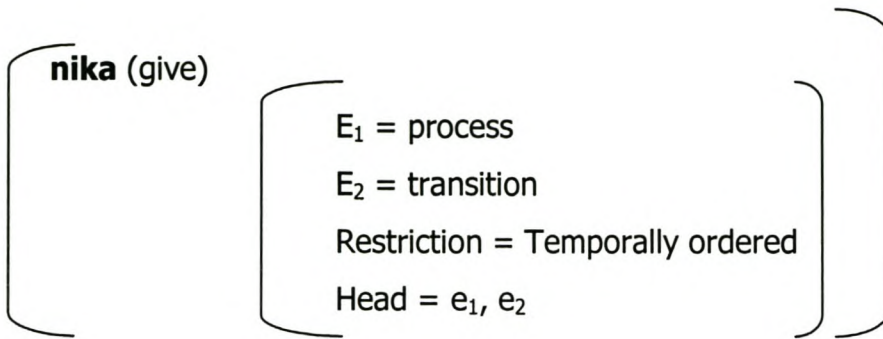 nika (give)
E₁ = process
E₂ = transition
Restriction = Temporally ordered
Head = e₁, e₂